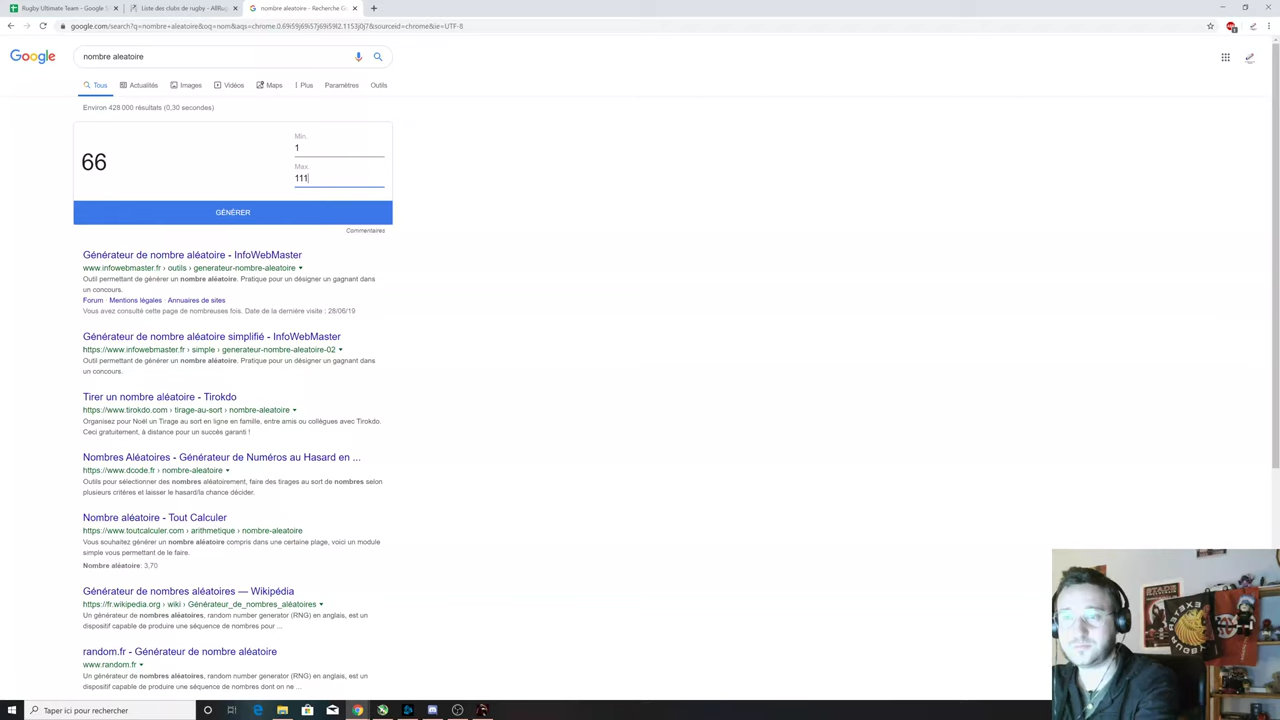 Rugby Ultimate Team - Google S
Liste des clubs de rugby - AllRug
nombre aleatoire - Recherche G
google.com/search?q=nombre+aleatoire&oq=nom&aqs=chrome.0.69i59j69i57j69i59l2.1153j0j7&sourceid=chrome&ie=UTF-8
Google
nombre aleatoire
Tous Actualités Images Vidéos Maps Plus Paramètres Outils
Environ 428 000 résultats (0,30 secondes)
Min.
1
66
Max.
111
GÉNÉRER
Commentaires
Générateur de nombre aléatoire - InfoWebMaster
www.infowebmaster.fr › outils › generateur-nombre-aleatoire
Outil permettant de générer un nombre aléatoire. Pratique pour un désigner un gagnant dans
un concours.
Forum · Mentions légales · Annuaires de sites
Vous avez consulté cette page de nombreuses fois. Date de la dernière visite : 28/06/19
Générateur de nombre aléatoire simplifié - InfoWebMaster
https://www.infowebmaster.fr › simple › generateur-nombre-aleatoire-02
Outil permettant de générer un nombre aléatoire. Pratique pour un désigner un gagnant dans
un concours.
Tirer un nombre aléatoire - Tirokdo
https://www.tirokdo.com › tirage-au-sort › nombre-aleatoire
Organisez pour Noël un Tirage au sort en ligne en famille, entre amis ou collègues avec Tirokdo.
Ceci gratuitement, à distance pour un succès garanti !
Nombres Aléatoires - Générateur de Numéros au Hasard en ...
https://www.dcode.fr › nombre-aleatoire
Outils pour sélectionner des nombres aléatoirement, faire des tirages au sort de nombres selon
plusieurs critères et laisser le hasard/la chance décider.
Nombre aléatoire - Tout Calculer
https://www.toutcalculer.com › arithmetique › nombre-aleatoire
Vous souhaitez générer un nombre aléatoire compris dans une certaine plage, voici un module
simple vous permettant de le faire.
Nombre aléatoire: 3,70
Générateur de nombres aléatoires — Wikipédia
https://fr.wikipedia.org › wiki › Générateur_de_nombres_aléatoires
Un générateur de nombres aléatoires, random number generator (RNG) en anglais, est un
dispositif capable de produire une séquence de nombres pour ...
random.fr - Générateur de nombre aléatoire
www.random.fr
Un générateur de nombres aléatoires, random number generator (RNG) en anglais, est un
dispositif capable de produire une séquence de nombres dont on ne ...
Taper ici pour rechercher